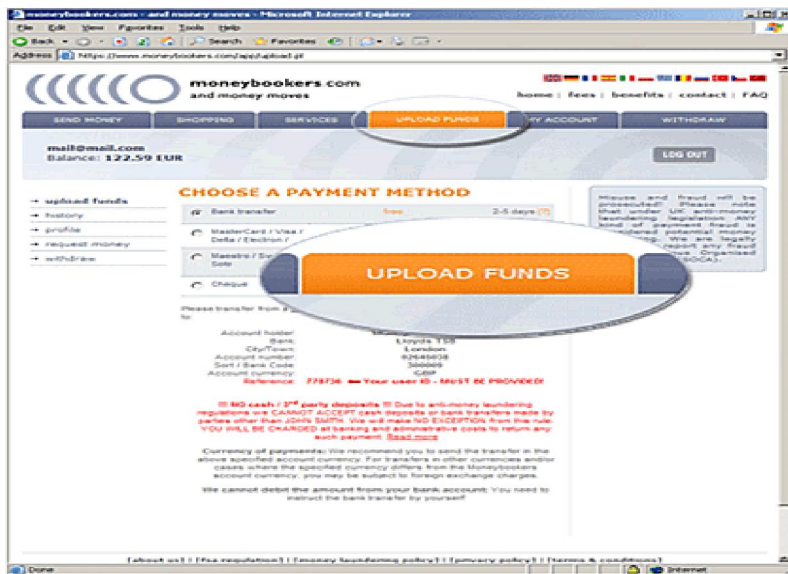 moneybookers.com - and money moves - Microsoft Internet Explorer
File Edit View Favorites Tools Help
Back Search Favorites
Address https://www.moneybookers.com/app/upload.pl
moneybookers.com
and money moves
home | fees | benefits | contact | FAQ
SEND MONEY SHOPPING SERVICES UPLOAD FUNDS MY ACCOUNT WITHDRAW
mail@mail.com
Balance: 122.59 EUR
LOG OUT
upload funds
history
profile
request money
withdraw
CHOOSE A PAYMENT METHOD
Bank transfer free 2-5 days [?]
MasterCard / Visa /
Delta / Electron /
Maestro /
Solo
Cheque
UPLOAD FUNDS
Misuse and fraud will be
prosecuted! Please note
that under UK anti-money
laundering legislation ANY
kind of payment fraud is
considered potential money
We are legally
report any fraud
Organised
(SOCA).
Please transfer from a
to:
Account holder:
Bank: Lloyds TSB
City/Town: London
Account number:
Sort / Bank Code:
Account currency: GBP
Reference: 778736 Your user ID - MUST BE PROVIDED!
!!! NO cash / 3rd party deposits !!! Due to anti-money laundering
regulations we CANNOT ACCEPT cash deposits or bank transfers made by
parties other than JOHN SMITH. We will make NO EXCEPTION from this rule.
YOU WILL BE CHARGED all banking and administrative costs to return any
such payment. Read more
Currency of payments: We recommend you to send the transfer in the
above specified account currency. For transfers in other currencies and/or
cases where the specified currency differs from the Moneybookers
account currency, you may be subject to foreign exchange charges.
We cannot debit the amount from your bank account: You need to
instruct the bank transfer by yourself!
[about us] | [fsa regulation] | [money laundering policy] | [privacy policy] | [terms & conditions]
Done Internet